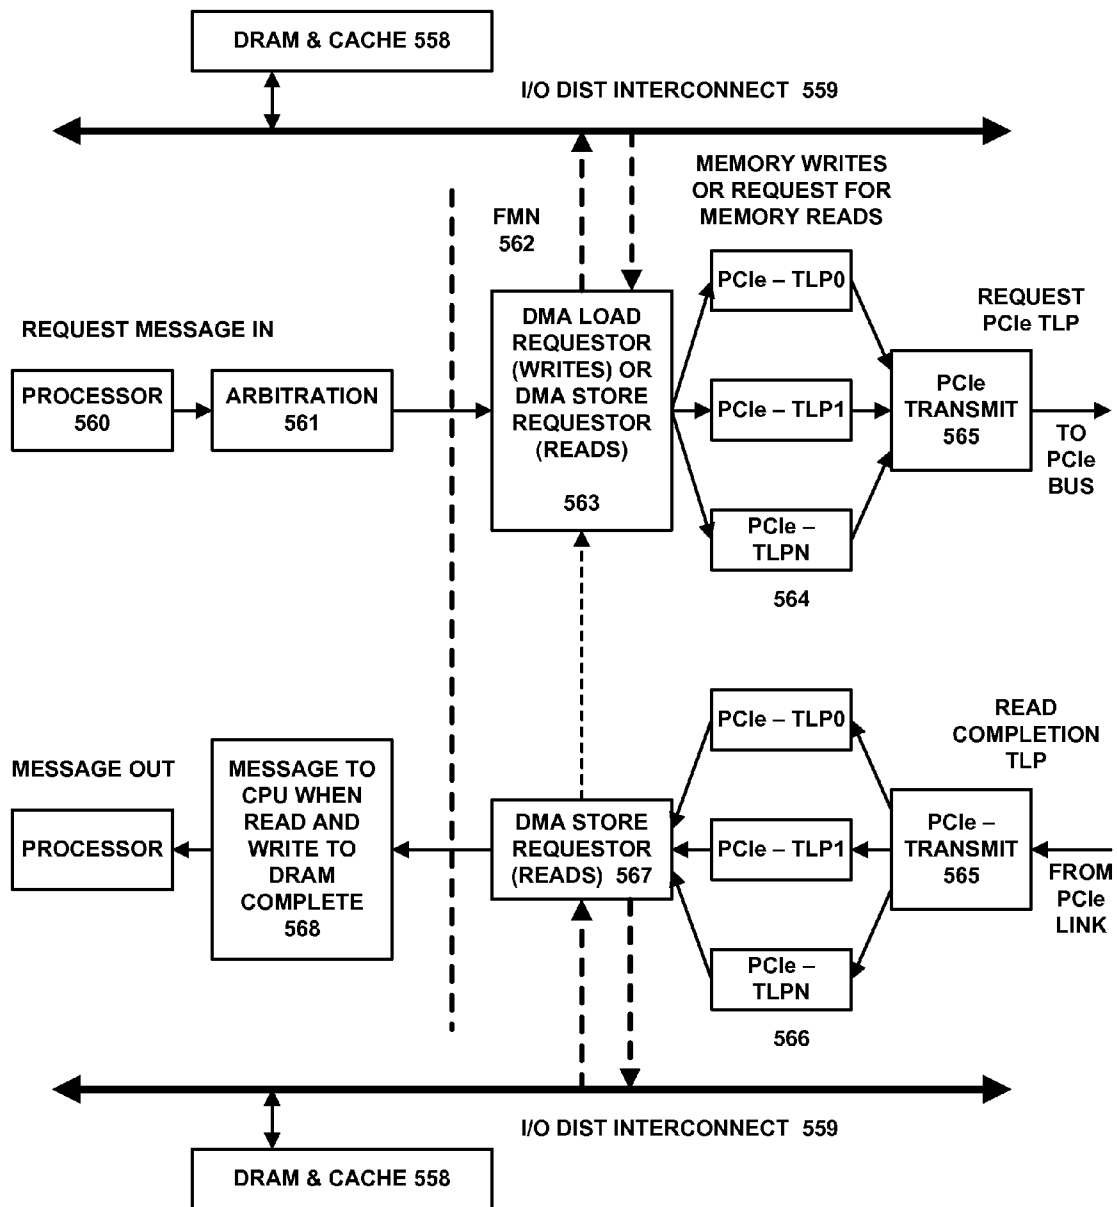 DRAM & CACHE 558
I/O DIST INTERCONNECT 559
MEMORY WRITES
OR REQUEST FOR
MEMORY READS
FMN
562
REQUEST MESSAGE IN
PROCESSOR
560
ARBITRATION
561
DMA LOAD
REQUESTOR
(WRITES) OR
DMA STORE
REQUESTOR
(READS)
563
PCIe – TLP0
PCIe – TLP1
PCIe –
TLPN
564
REQUEST
PCIe TLP
PCIe
TRANSMIT
565
TO
PCIe
BUS
MESSAGE OUT
PROCESSOR
MESSAGE TO
CPU WHEN
READ AND
WRITE TO
DRAM
COMPLETE
568
DMA STORE
REQUESTOR
(READS) 567
PCIe – TLP0
PCIe – TLP1
PCIe –
TLPN
566
READ
COMPLETION
TLP
PCIe –
TRANSMIT
565
FROM
PCIe
LINK
I/O DIST INTERCONNECT 559
DRAM & CACHE 558